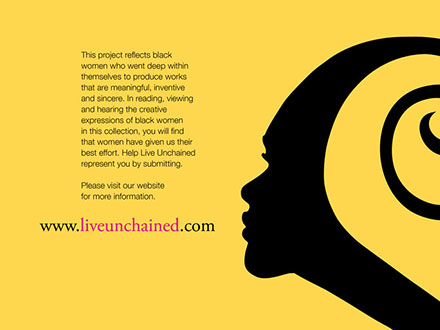 This project reflects black
women who went deep within
themselves to produce works
that are meaningful, inventive
and sincere. In reading, viewing
and hearing the creative
expressions of black women
in this collection, you will find
that women have given us their
best effort. Help Live Unchained
represent you by submitting.
Please visit our website
for more information.
www.liveunchained.com